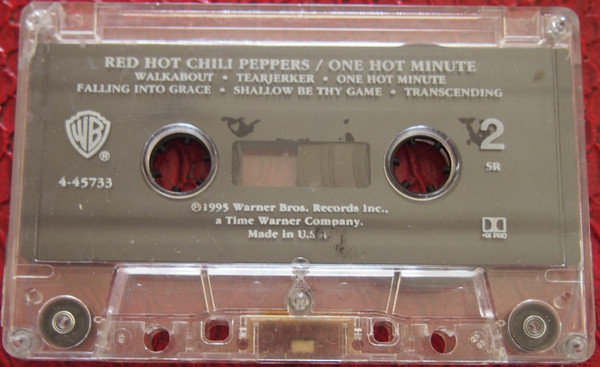 RED HOT CHILI PEPPERS / ONE HOT MINUTE
WALKABOUT • TEARJERKER • ONE HOT MINUTE
FALLING INTO GRACE • SHALLOW BE THY GAME • TRANSCENDING
WB
®
4-45733
2
SR
℗1995 Warner Bros. Records Inc.,
a Time Warner Company.
Made in U.S.